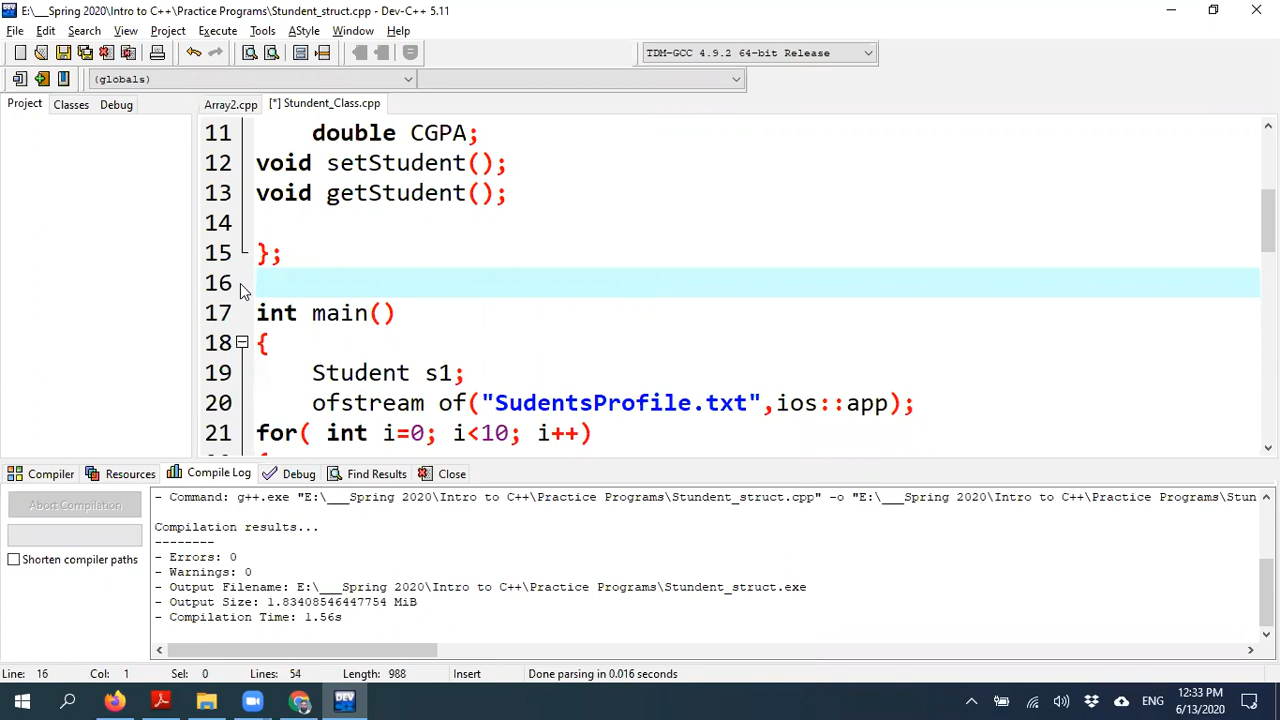 E:\___Spring 2020\Intro to C++\Practice Programs\Stundent_struct.cpp - Dev-C++ 5.11
File Edit Search View Project Execute Tools AStyle Window Help
TDM-GCC 4.9.2 64-bit Release
(globals)
Project Classes Debug Array2.cpp [*] Stundent_Class.cpp
11 double CGPA;
12 void setStudent();
13 void getStudent();
14
15 };
16
17 int main()
18 {
19 Student s1;
20 ofstream of("SudentsProfile.txt",ios::app);
21 for( int i=0; i<10; i++)
Compiler Resources Compile Log Debug Find Results Close
Abort Compilation
Shorten compiler paths
- Command: g++.exe "E:\___Spring 2020\Intro to C++\Practice Programs\Stundent_struct.cpp" -o "E:\___Spring 2020\Intro to C++\Practice Programs\Stun
Compilation results...
--------
- Errors: 0
- Warnings: 0
- Output Filename: E:\___Spring 2020\Intro to C++\Practice Programs\Stundent_struct.exe
- Output Size: 1.83408546447754 MiB
- Compilation Time: 1.56s
Line: 16 Col: 1 Sel: 0 Lines: 54 Length: 988 Insert Done parsing in 0.016 seconds
DEV ENG 12:33 PM
6/13/2020